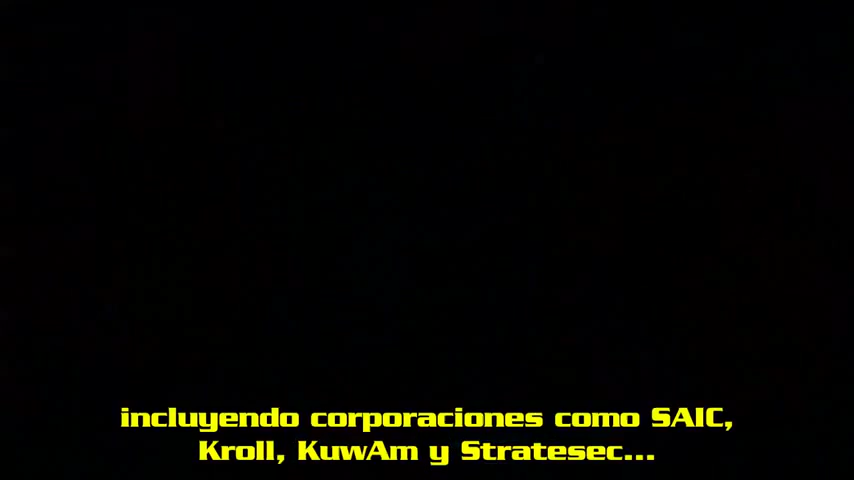 incluyendo corporaciones como SAIC,
Kroll, KuwAm y Stratesec...